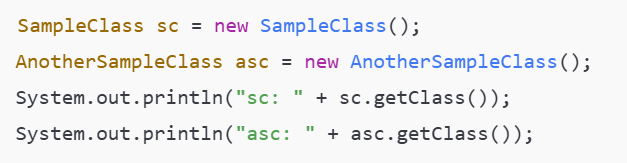 SampleClass sc = new SampleClass();
AnotherSampleClass asc = new AnotherSampleClass();
System.out.println("sc: " + sc.getClass());
System.out.println("asc: " + asc.getClass());